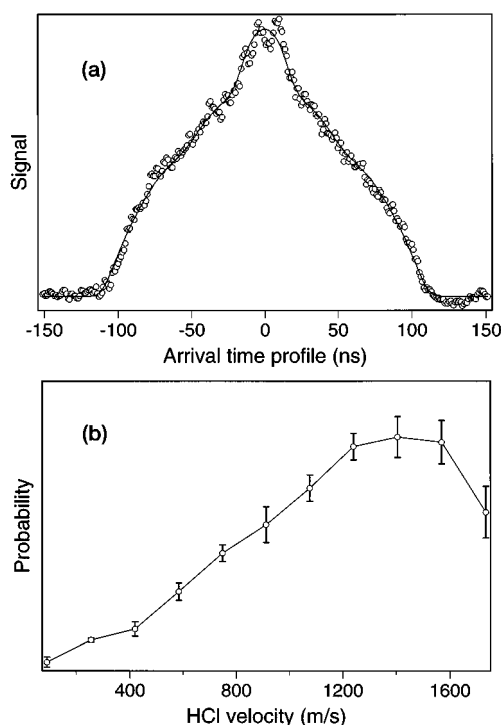 (a)
Signal
-150 -100 -50 0 50 100 150
Arrival time profile (ns)
(b)
Probability
400 800 1200 1600
HCl velocity (m/s)